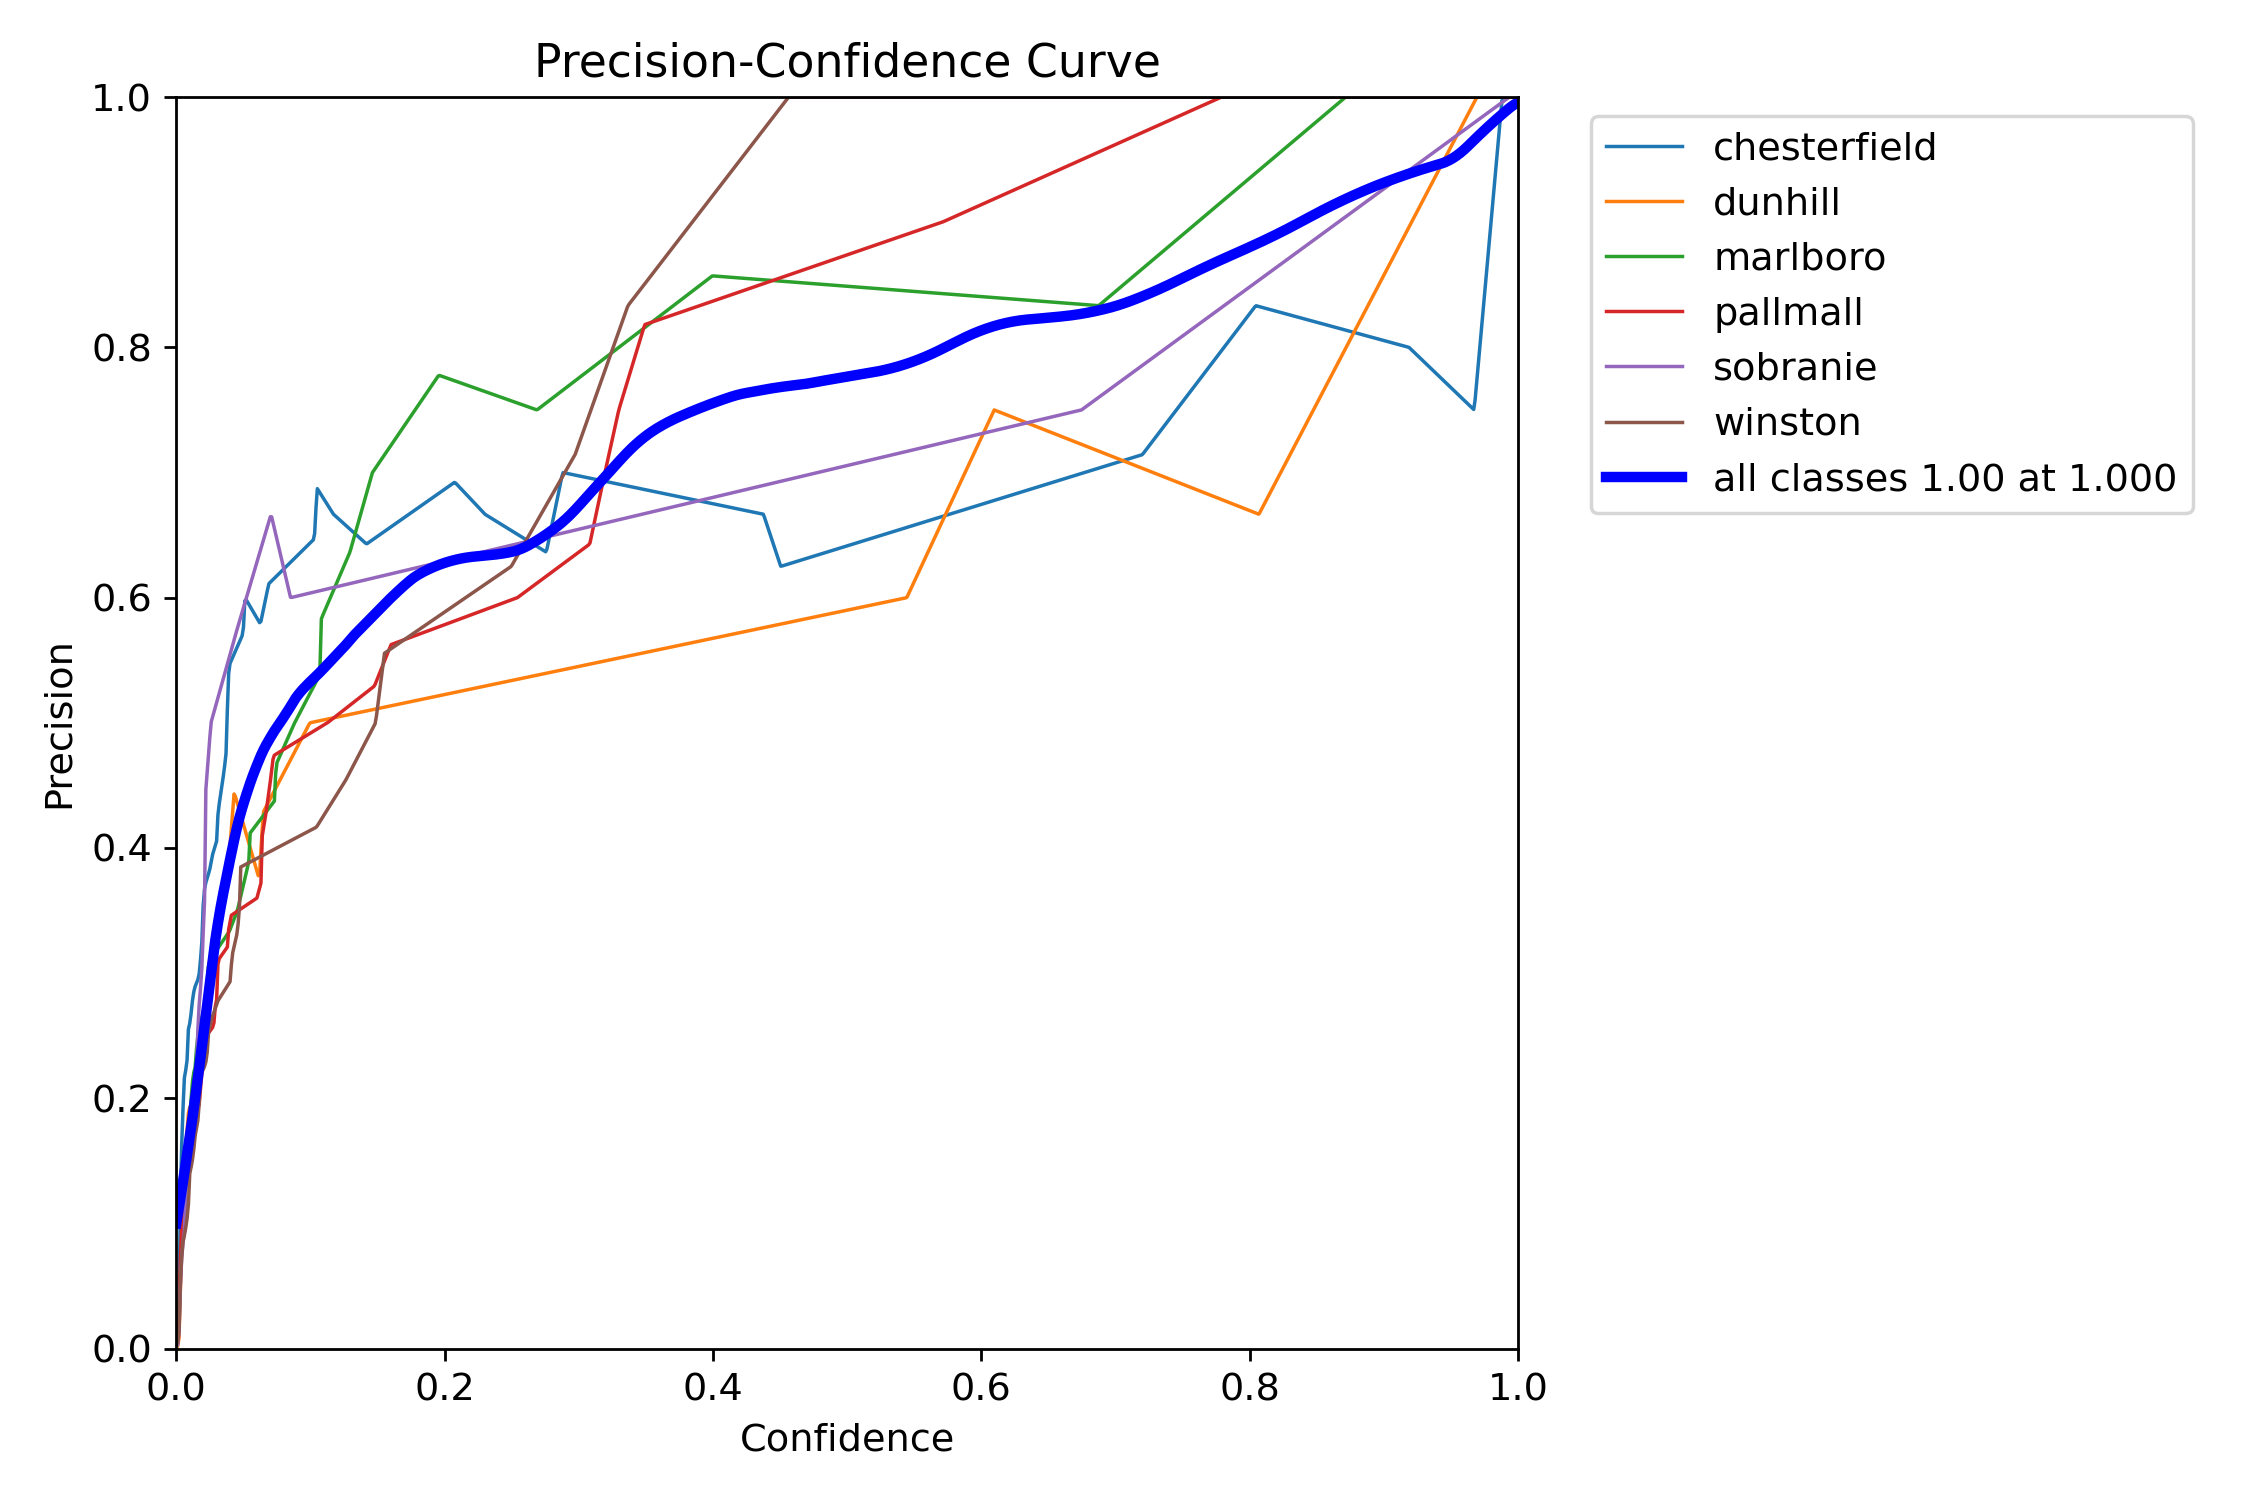 Precision-Confidence Curve
1.0
0.8
0.6
0.4
0.2
0.0
Precision
0.0 0.2 0.4 0.6 0.8 1.0
Confidence
chesterfield
dunhill
marlboro
pallmall
sobranie
winston
all classes 1.00 at 1.000